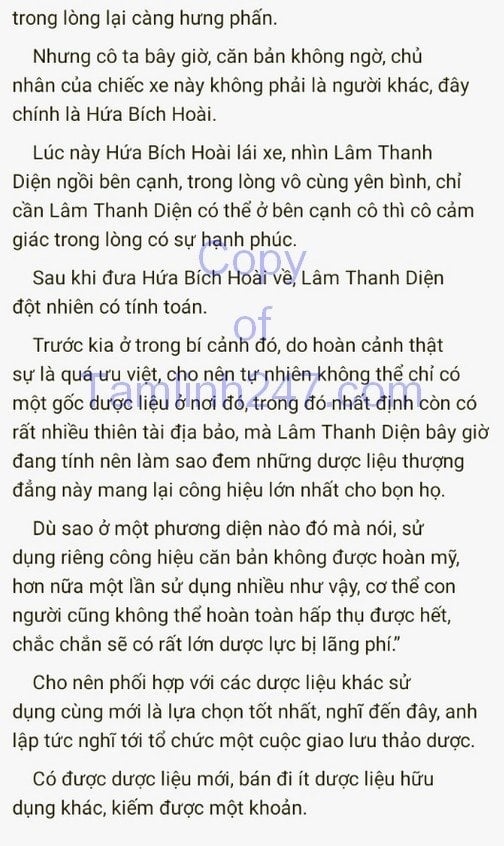 trong lòng lại càng hưng phấn.
Nhưng cô ta bây giờ, căn bản không ngờ, chủ
nhân của chiếc xe này không phải là người khác, đây
chính là Hứa Bích Hoài.
Lúc này Hứa Bích Hoài lái xe, nhìn Lâm Thanh
Diện ngồi bên cạnh, trong lòng vô cùng yên bình, chỉ
cần Lâm Thanh Diện có thể ở bên cạnh cô thì cô cảm
giác trong lòng có sự hạnh phúc.
Copy
Sau khi đưa Hứa Bích Hoài về, Lâm Thanh Diện
đột nhiên có tính toán.
of
Trước kia ở trong bí cảnh đó, do hoàn cảnh thật
sự là quá ưu việt, cho nên tự nhiên không thể chỉ có
Tamlinh247.com
một gốc dược liệu ở nơi đó, trong đó nhất định còn có
rất nhiều thiên tài địa bảo, mà Lâm Thanh Diện bây giờ
đang tính nên làm sao đem những dược liệu thượng
đẳng này mang lại công hiệu lớn nhất cho bọn họ.
Dù sao ở một phương diện nào đó mà nói, sử
dụng riêng công hiệu căn bản không được hoàn mỹ,
hơn nữa một lần sử dụng nhiều như vậy, cơ thể con
người cũng không thể hoàn toàn hấp thụ được hết,
chắc chắn sẽ có rất lớn dược lực bị lãng phí.”
Cho nên phối hợp với các dược liệu khác sử
dụng cùng mới là lựa chọn tốt nhất, nghĩ đến đây, anh
lập tức nghĩ tới tổ chức một cuộc giao lưu thảo dược.
Có được dược liệu mới, bán đi ít dược liệu hữu
dụng khác, kiếm được một khoản.